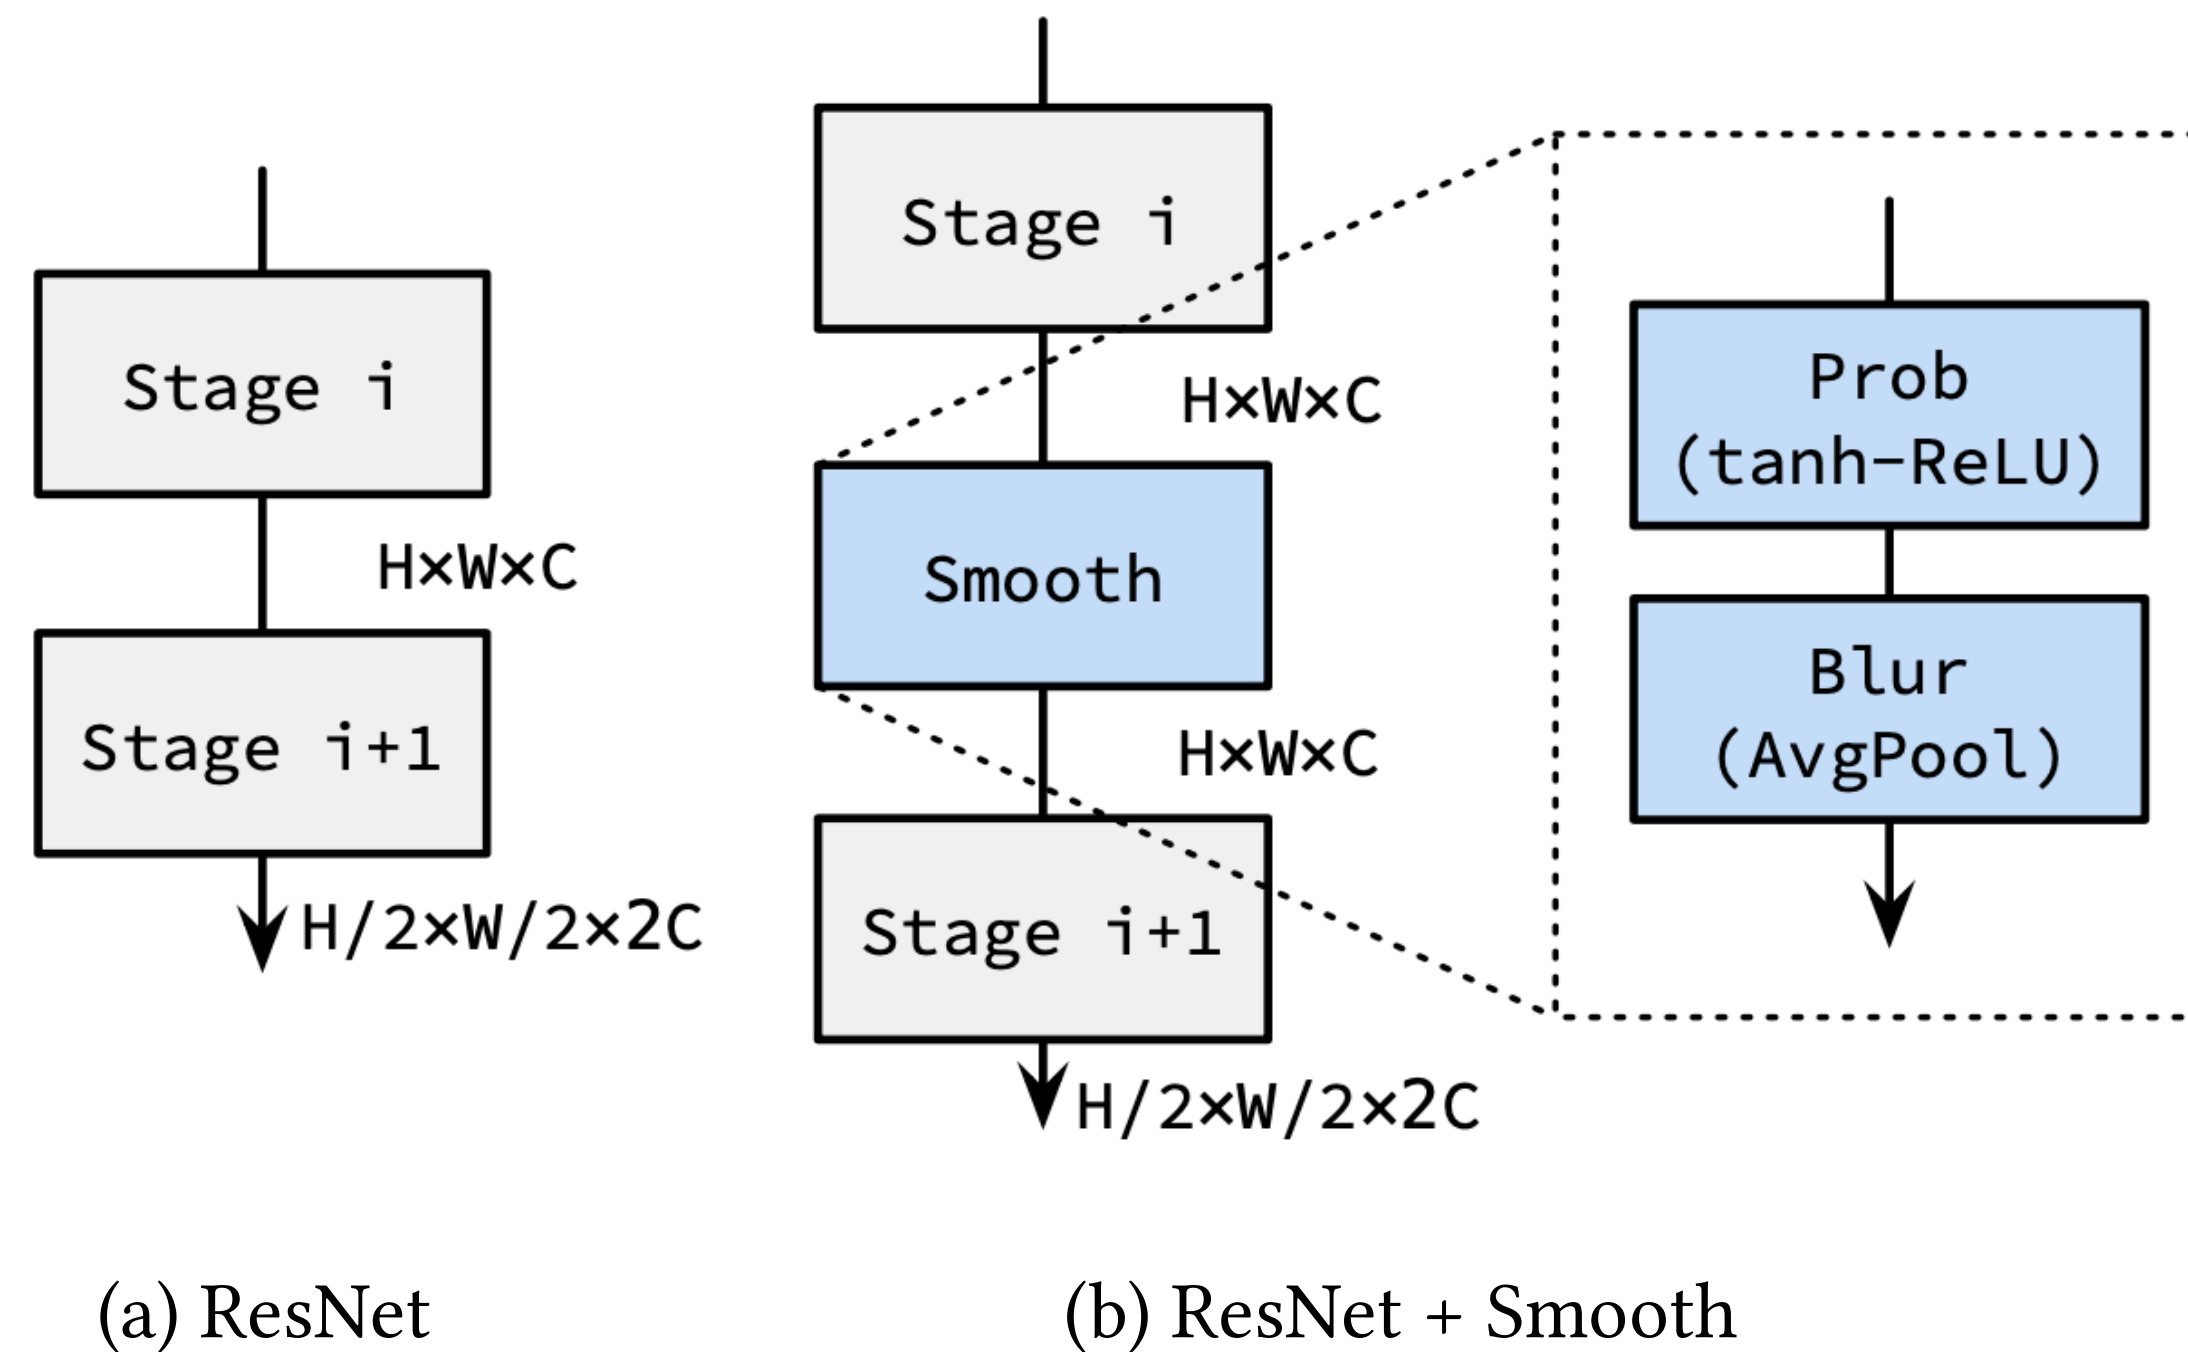 Stage i
H×W×C
Stage i+1
H/2×W/2×2C
(a) ResNet
Stage i
H×W×C
Smooth
H×W×C
Stage i+1
H/2×W/2×2C
Prob
(tanh–ReLU)
Blur
(AvgPool)
(b) ResNet + Smooth